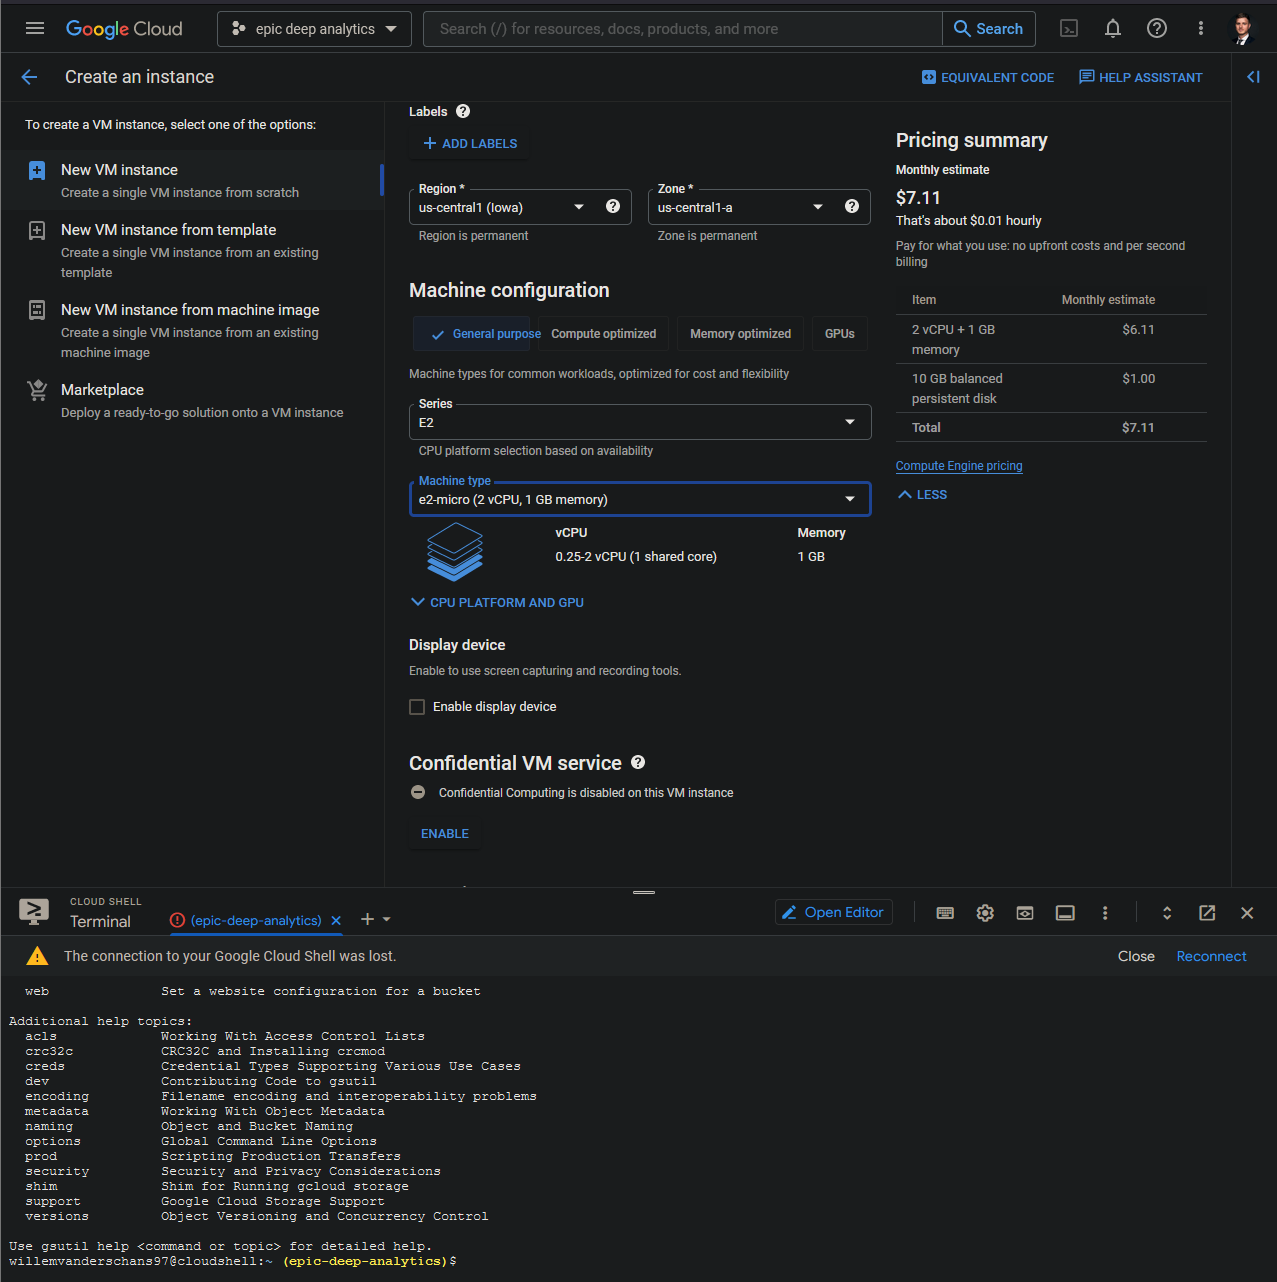 Google Cloud
epic deep analytics
Search (/) for resources, docs, products, and more
Search
Create an instance
EQUIVALENT CODE
HELP ASSISTANT
To create a VM instance, select one of the options:
New VM instance
Create a single VM instance from scratch
New VM instance from template
Create a single VM instance from an existing
template
New VM instance from machine image
Create a single VM instance from an existing
machine image
Marketplace
Deploy a ready-to-go solution onto a VM instance
Labels
ADD LABELS
Region *
us-central1 (Iowa)
Region is permanent
Zone *
us-central1-a
Zone is permanent
Machine configuration
General purpose
Compute optimized
Memory optimized
GPUs
Machine types for common workloads, optimized for cost and flexibility
Series
E2
CPU platform selection based on availability
Machine type
e2-micro (2 vCPU, 1 GB memory)
vCPU
Memory
0.25-2 vCPU (1 shared core)
1 GB
CPU PLATFORM AND GPU
Display device
Enable to use screen capturing and recording tools.
Enable display device
Confidential VM service
Confidential Computing is disabled on this VM instance
ENABLE
Pricing summary
Monthly estimate
$7.11
That's about $0.01 hourly
Pay for what you use: no upfront costs and per second
billing
Item Monthly estimate
2 vCPU + 1 GB $6.11
memory
10 GB balanced $1.00
persistent disk
Total $7.11
Compute Engine pricing
LESS
CLOUD SHELL
Terminal
(epic-deep-analytics)
Open Editor
The connection to your Google Cloud Shell was lost.
Close
Reconnect
web Set a website configuration for a bucket
Additional help topics:
acls Working With Access Control Lists
crc32c CRC32C and Installing crcmod
creds Credential Types Supporting Various Use Cases
dev Contributing Code to gsutil
encoding Filename encoding and interoperability problems
metadata Working With Object Metadata
naming Object and Bucket Naming
options Global Command Line Options
prod Scripting Production Transfers
security Security and Privacy Considerations
shim Shim for Running gcloud storage
support Google Cloud Storage Support
versions Object Versioning and Concurrency Control
Use gsutil help <command or topic> for detailed help.
willemvanderschans97@cloudshell:~ (epic-deep-analytics)$